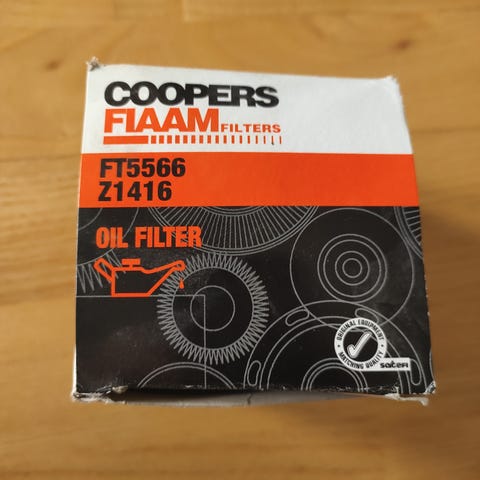 COOPERS
FIAAM FILTERS
FT5566
Z1416
OIL FILTER
ORIGINAL EQUIPMENT
MATCHING QUALITY
sogefi